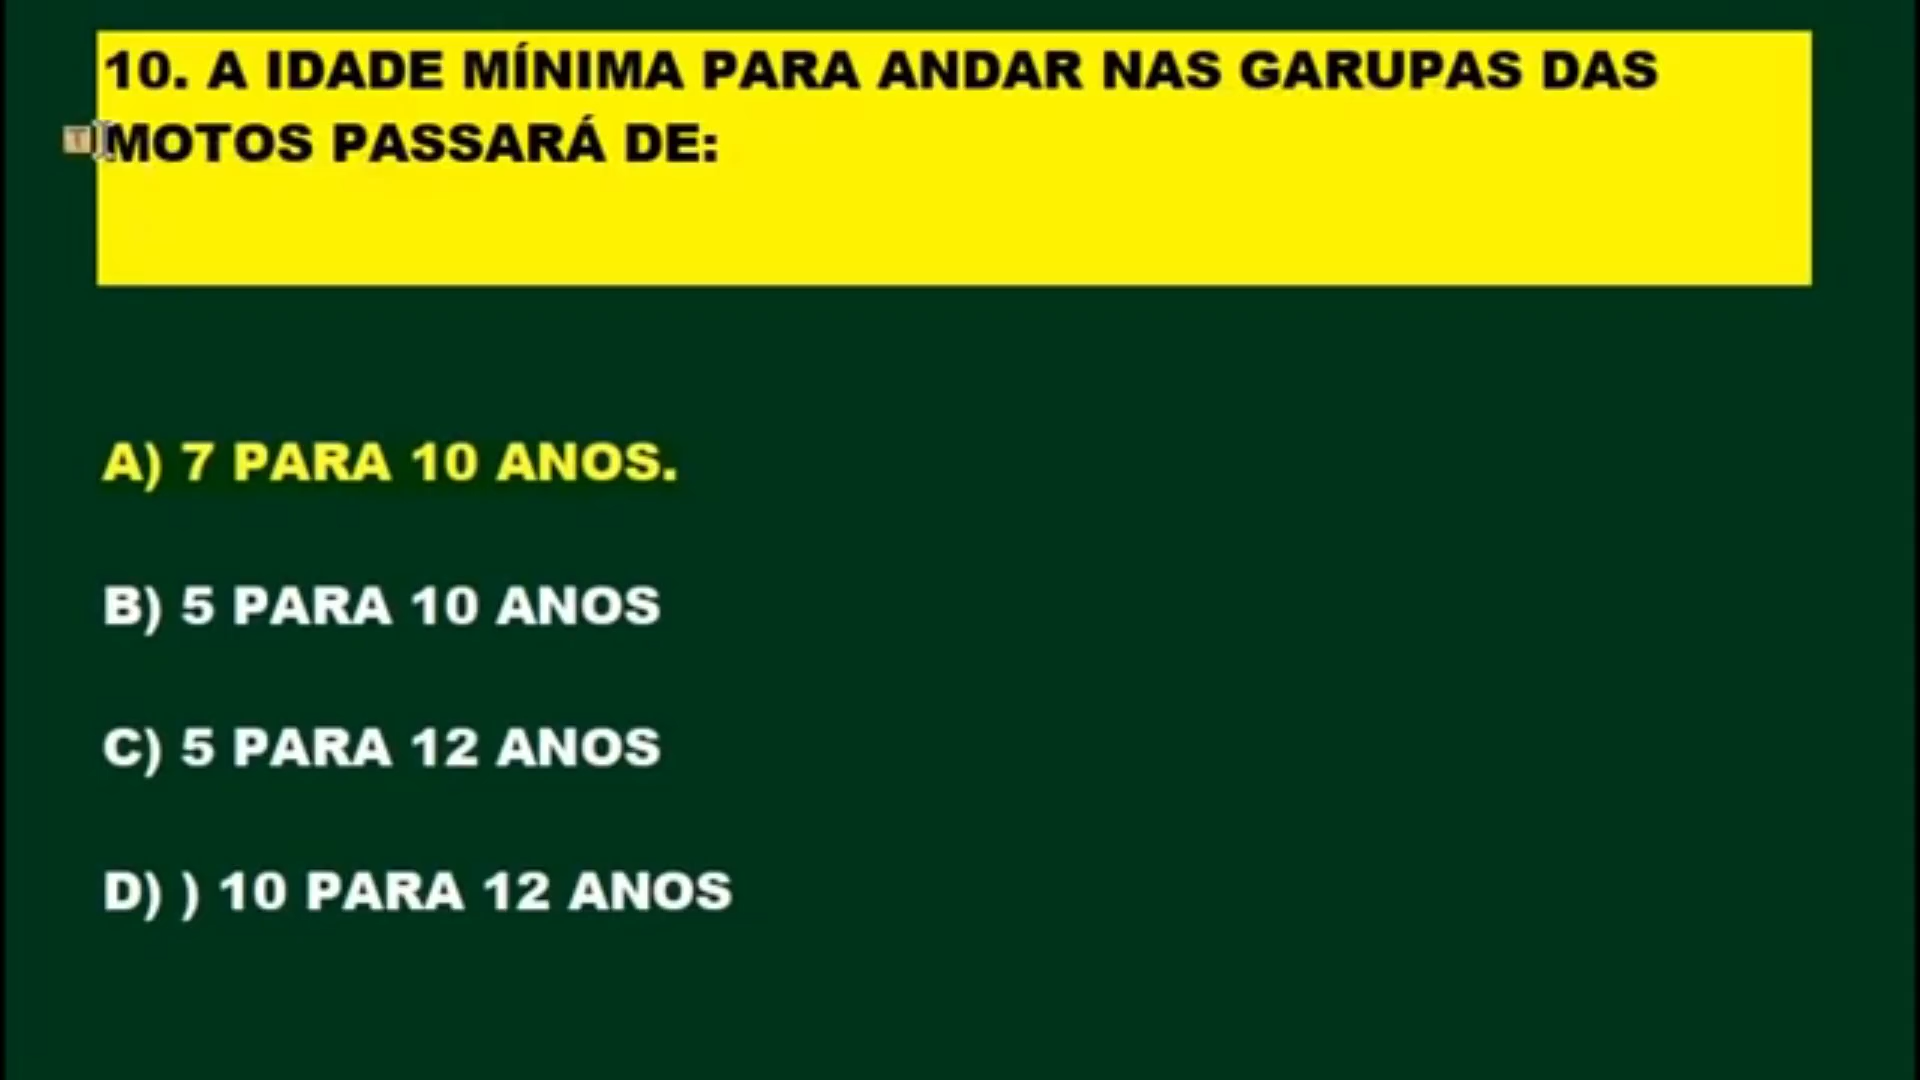 10. A IDADE MÍNIMA PARA ANDAR NAS GARUPAS DAS
MOTOS PASSARÁ DE:
A) 7 PARA 10 ANOS.
B) 5 PARA 10 ANOS
C) 5 PARA 12 ANOS
D) ) 10 PARA 12 ANOS